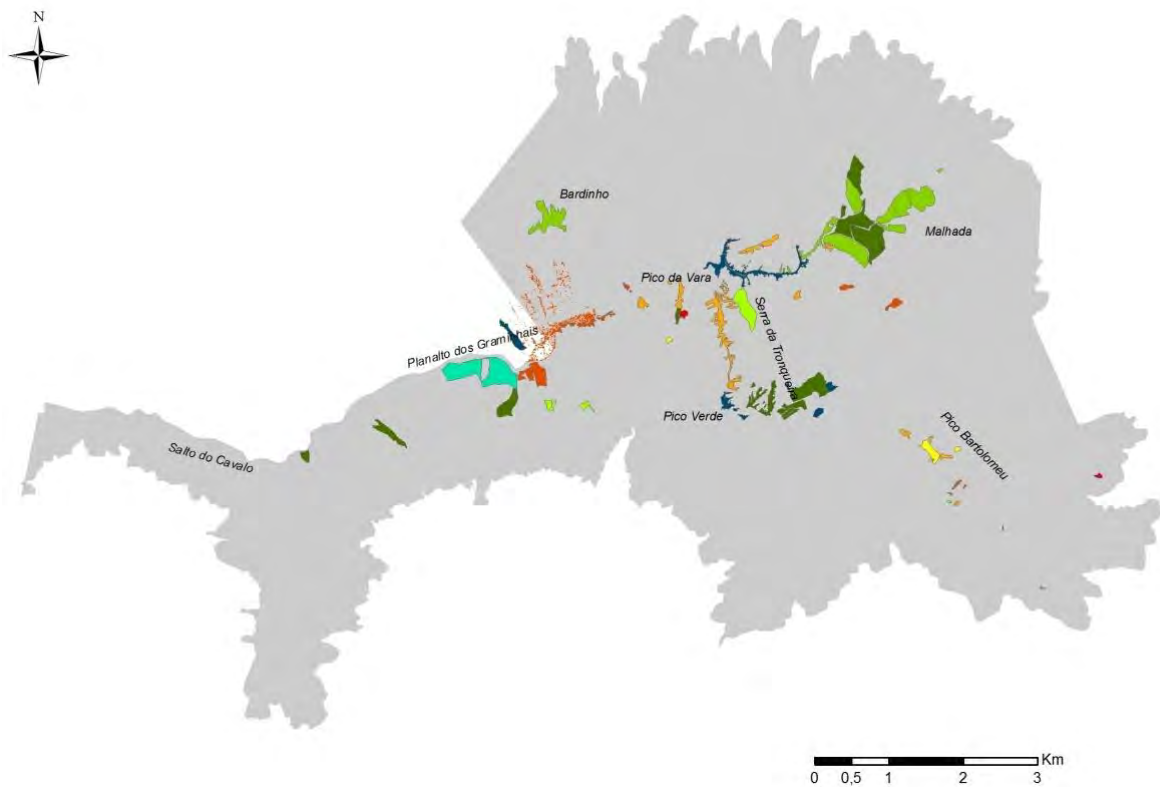 N
Bardinho
Malhada
Pico da Vara
Serra da Tronqueira
Planalto dos Graminhais
Pico Verde
Pico Bartolomeu
Salto do Cavalo
Km
0 0,5 1 2 3